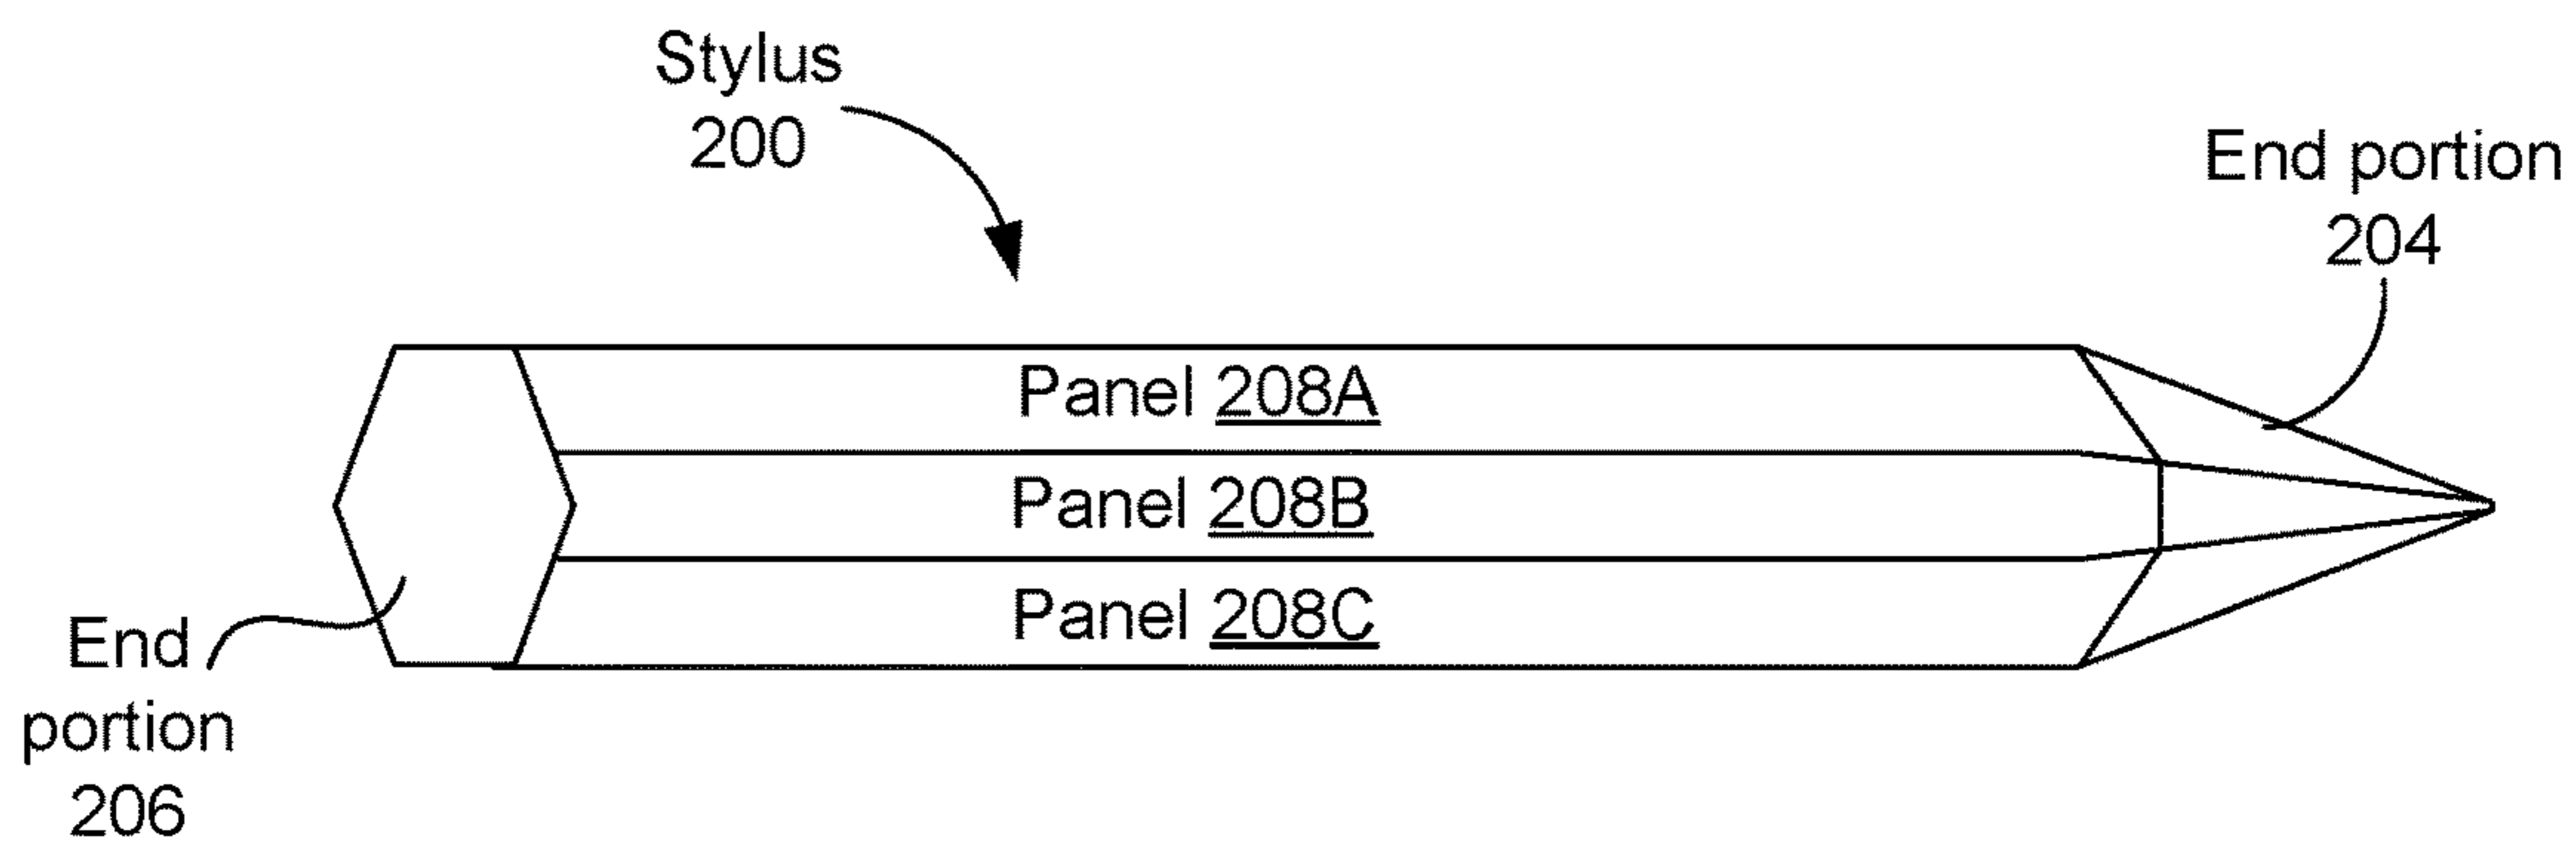 Stylus
200
End portion
204
Panel 208A
Panel 208B
Panel 208C
End
portion
206